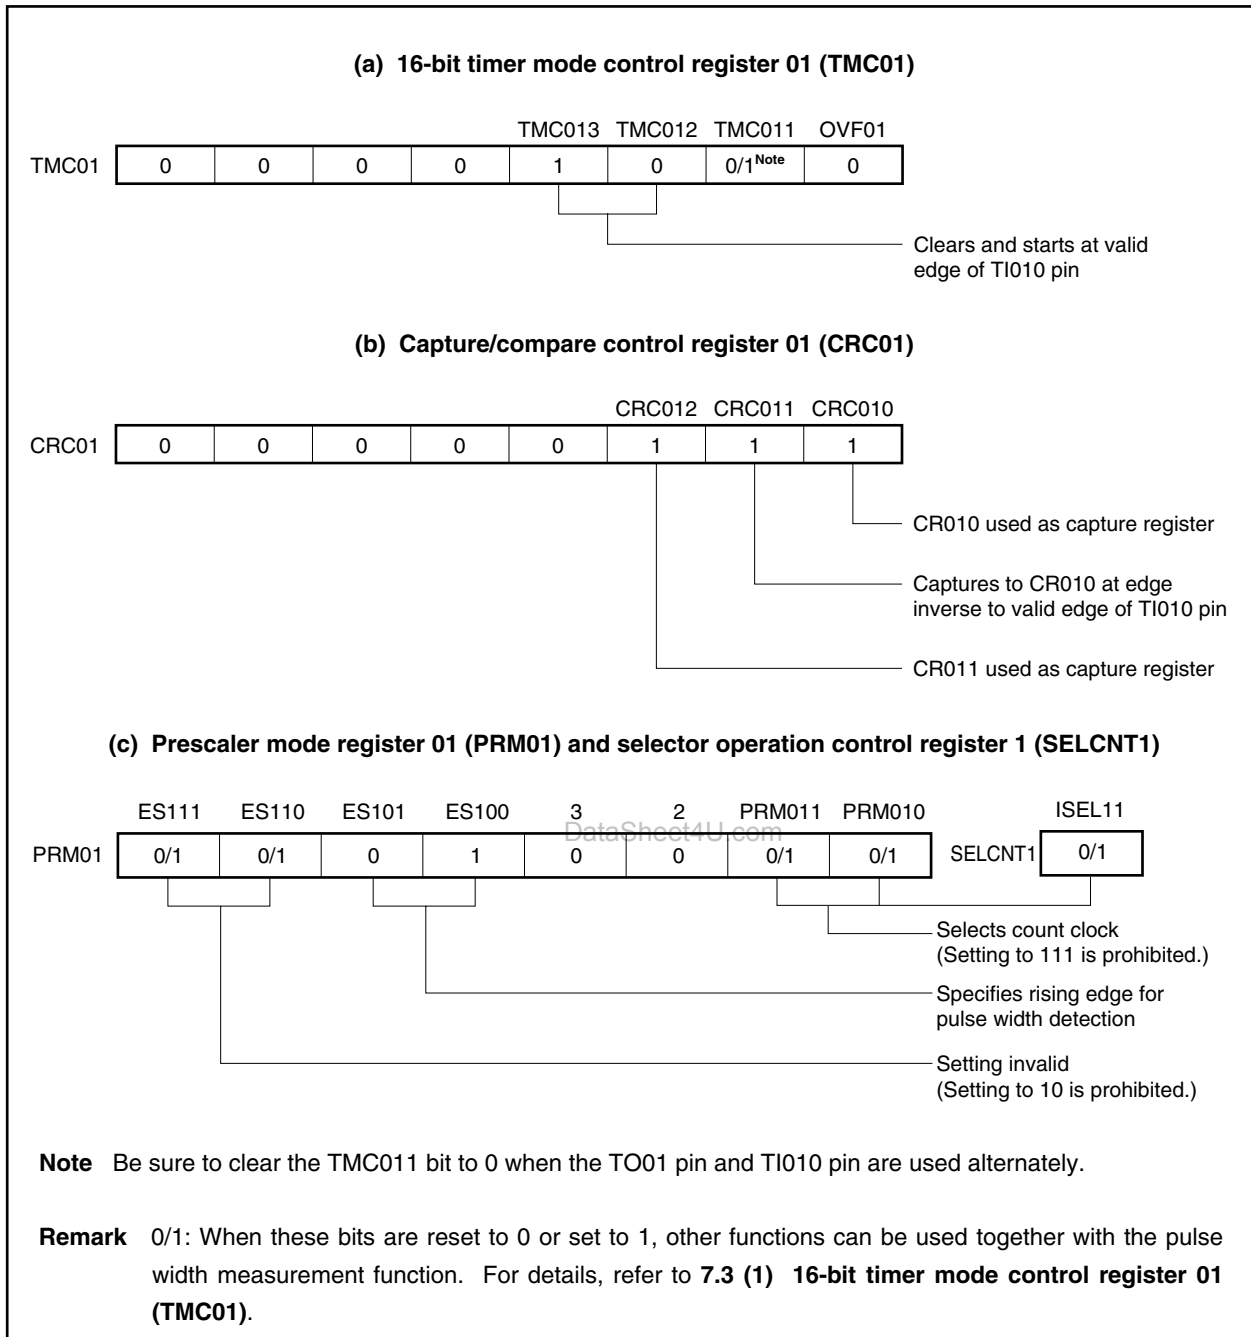 (a) 16-bit timer mode control register 01 (TMC01)
TMC013 TMC012 TMC011 OVF01
TMC01 0 0 0 0 1 0 0/1Note 0
Clears and starts at valid
edge of TI010 pin
(b) Capture/compare control register 01 (CRC01)
CRC012 CRC011 CRC010
CRC01 0 0 0 0 0 1 1 1
CR010 used as capture register
Captures to CR010 at edge
inverse to valid edge of TI010 pin
CR011 used as capture register
(c) Prescaler mode register 01 (PRM01) and selector operation control register 1 (SELCNT1)
ES111 ES110 ES101 ES100 3 2 PRM011 PRM010 ISEL11
DataSheet4U.com
PRM01 0/1 0/1 0 1 0 0 0/1 0/1 SELCNT1 0/1
Selects count clock
(Setting to 111 is prohibited.)
Specifies rising edge for
pulse width detection
Setting invalid
(Setting to 10 is prohibited.)
Note Be sure to clear the TMC011 bit to 0 when the TO01 pin and TI010 pin are used alternately.
Remark 0/1: When these bits are reset to 0 or set to 1, other functions can be used together with the pulse
width measurement function. For details, refer to 7.3 (1) 16-bit timer mode control register 01
(TMC01).